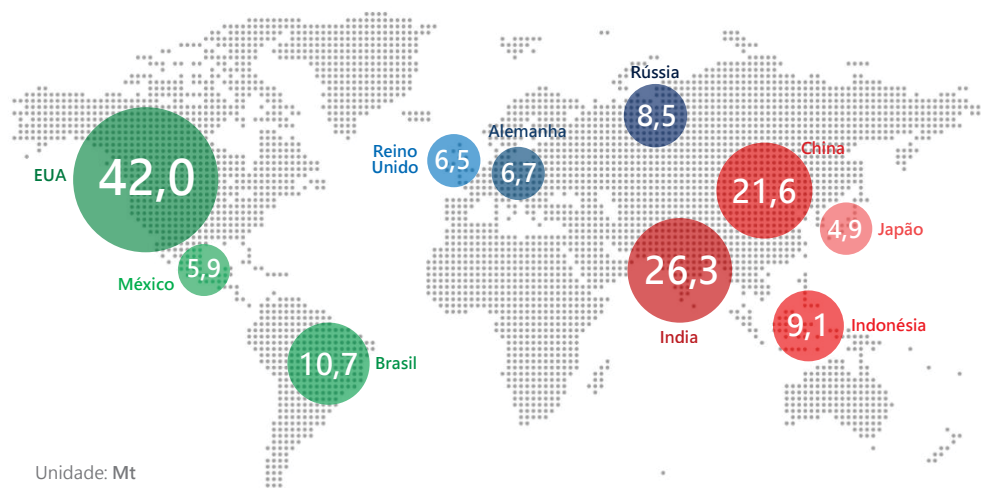 Rússia
8,5
Alemanha
6,7
Reino
Unido
6,5
China
21,6
EUA
42,0
4,9
Japão
México
5,9
26,3
India
9,1
Indonésia
10,7
Brasil
Unidade: Mt